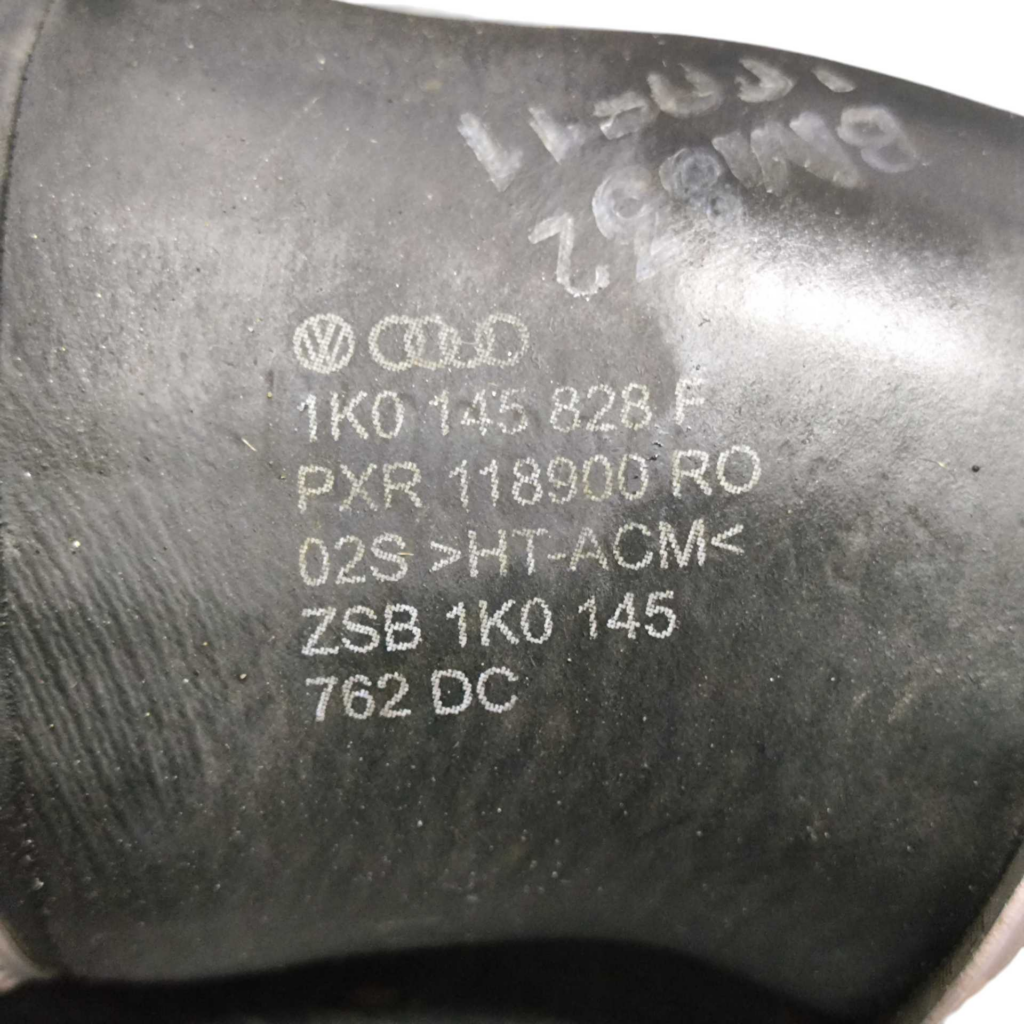 1K0 145 828 F
PXR 118900 RO
02S >HT-ACM<
ZSB 1K0 145
762 DC